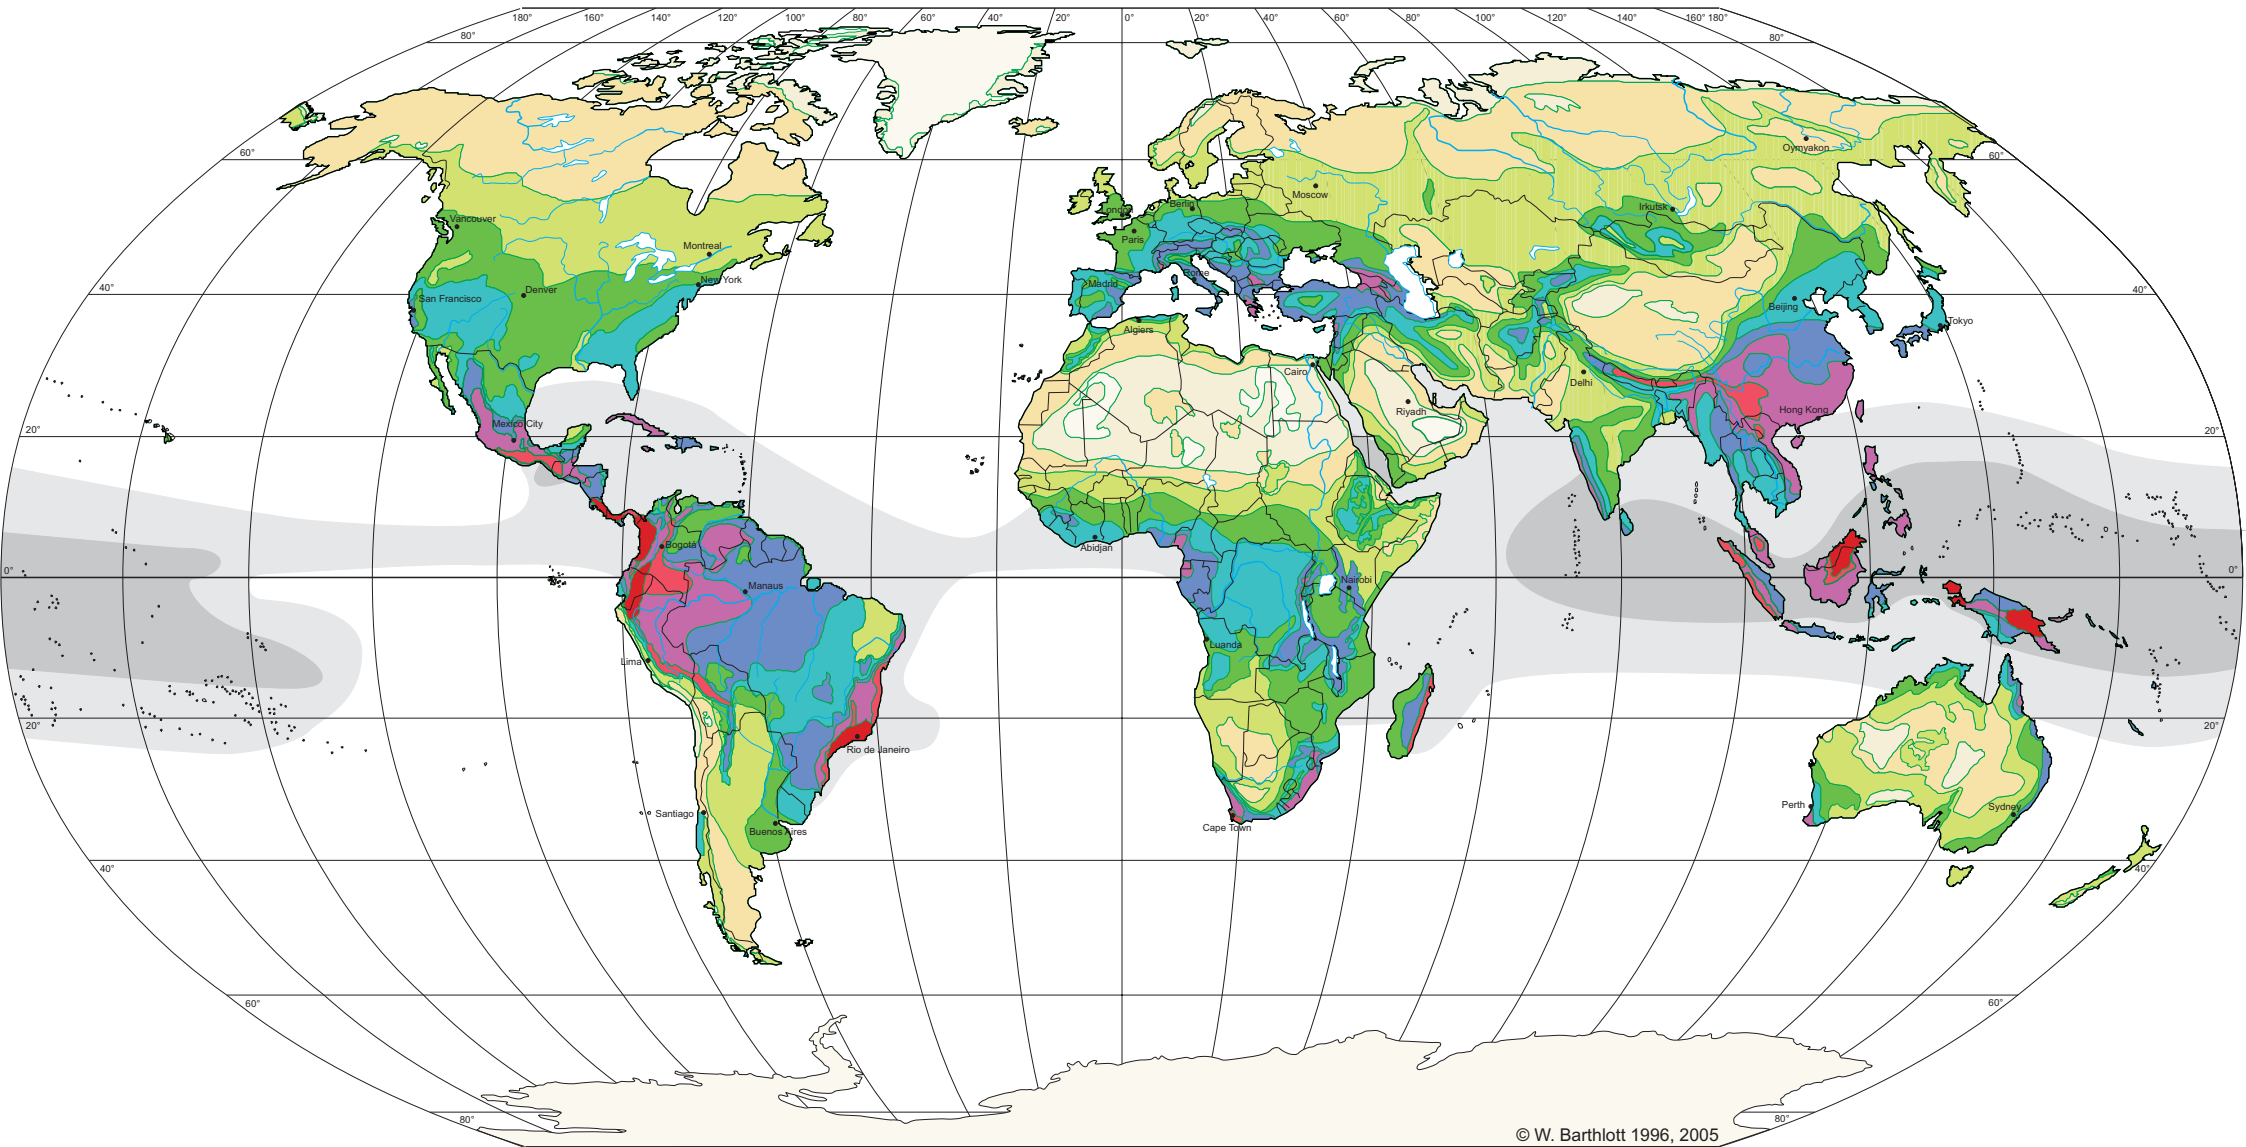 180° 160° 140° 120° 100° 80° 60° 40° 20° 0° 20° 40° 60° 80° 100° 120° 140° 160° 180°
80° 80°
Oymyakon
60° 60°
Moscow
London Berlin Irkutsk
Vancouver
Paris
Montreal
Rome
New York
Madrid
Denver
40° San Francisco 40°
Beijing
Tokyo
Algiers
Cairo
Delhi
Riyadh
Hong Kong
Mexico City
20° 20°
Bogotá
Abidjan
0° 0°
Manaus Nairobi
Luanda
Lima
20° 20°
Rio de Janeiro
Perth Sydney
Santiago
Cape Town
Buenos Aires
40° 40°
60° 60°
80° 80°
© W. Barthlott 1996, 2005